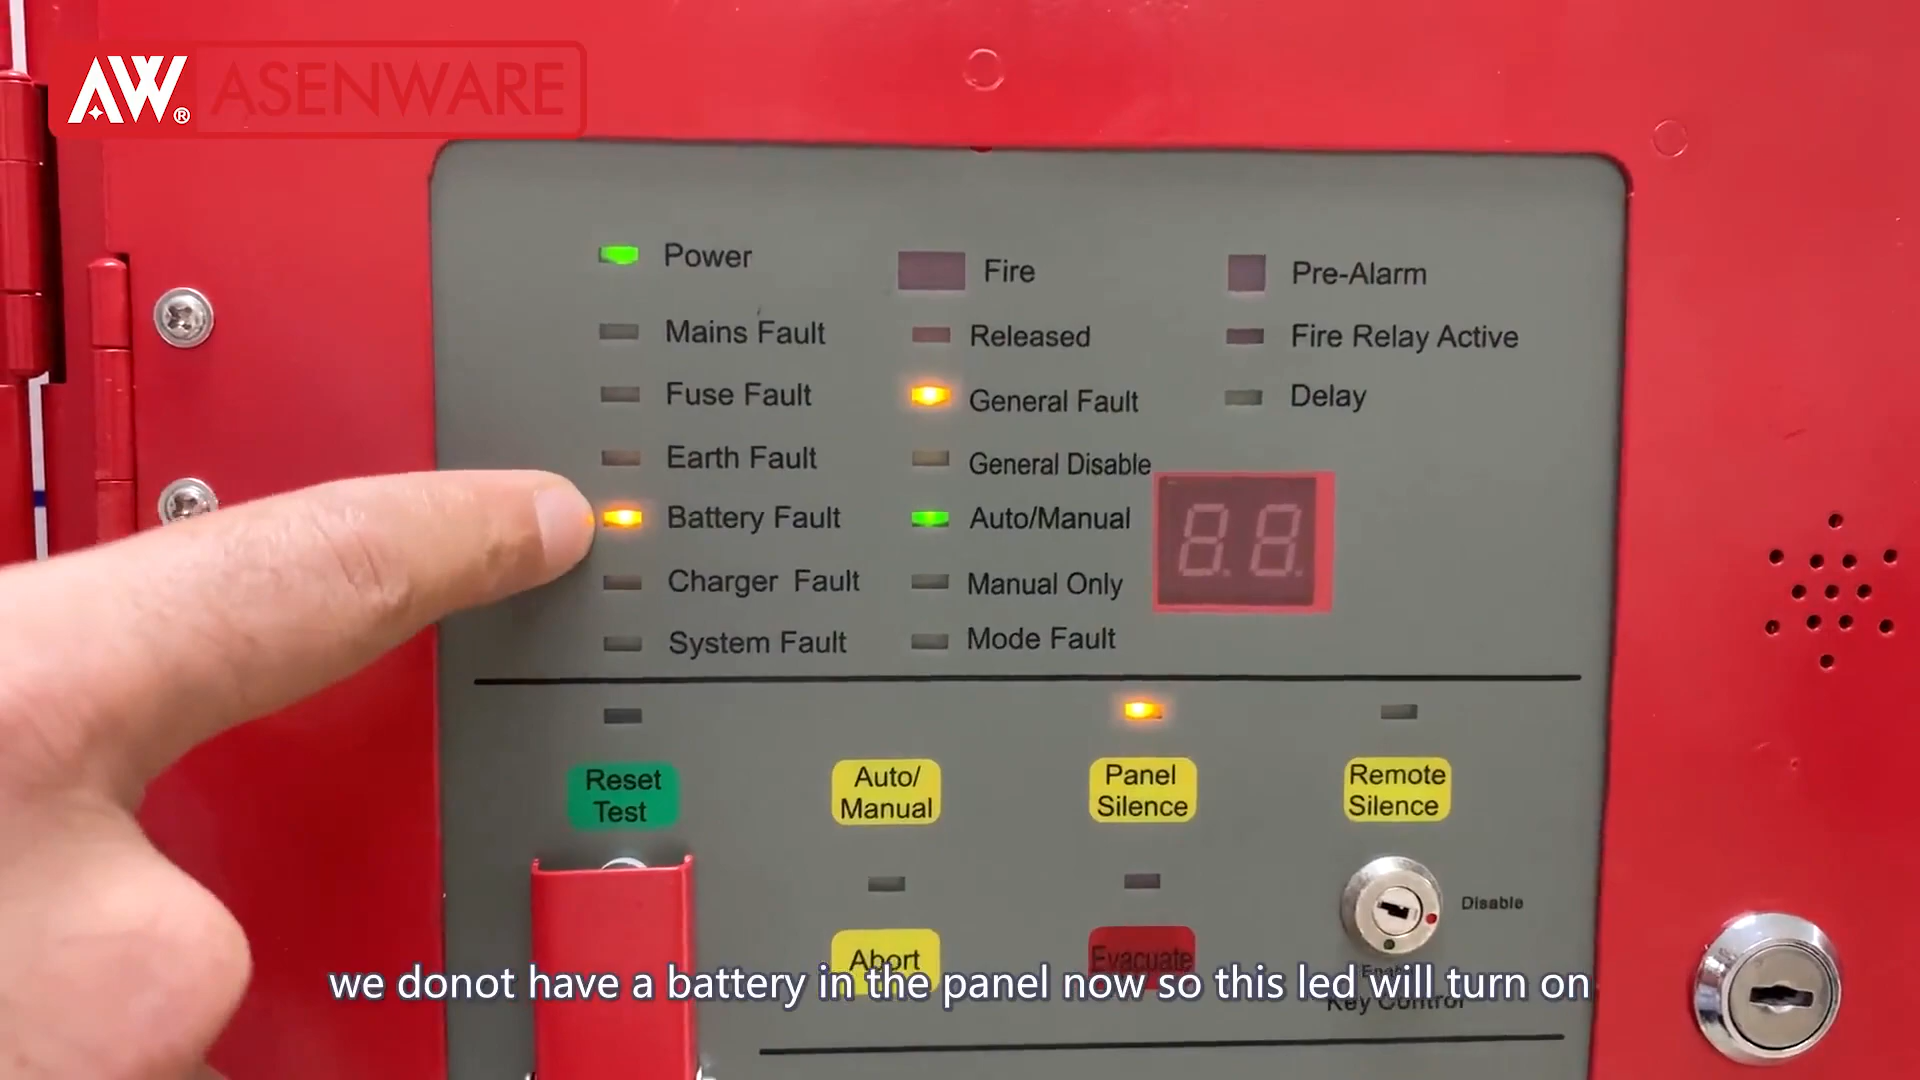 AW® ASENWARE
Power
Mains Fault
Fuse Fault
Earth Fault
Battery Fault
Charger Fault
System Fault
Fire
Released
General Fault
General Disable
Auto/Manual
Manual Only
Mode Fault
Pre-Alarm
Fire Relay Active
Delay
8.8.
Reset
Test
Auto/
Manual
Panel
Silence
Remote
Silence
Abort
Evacuate
Disable
Key Control
we donot have a battery in the panel now so this led will turn on